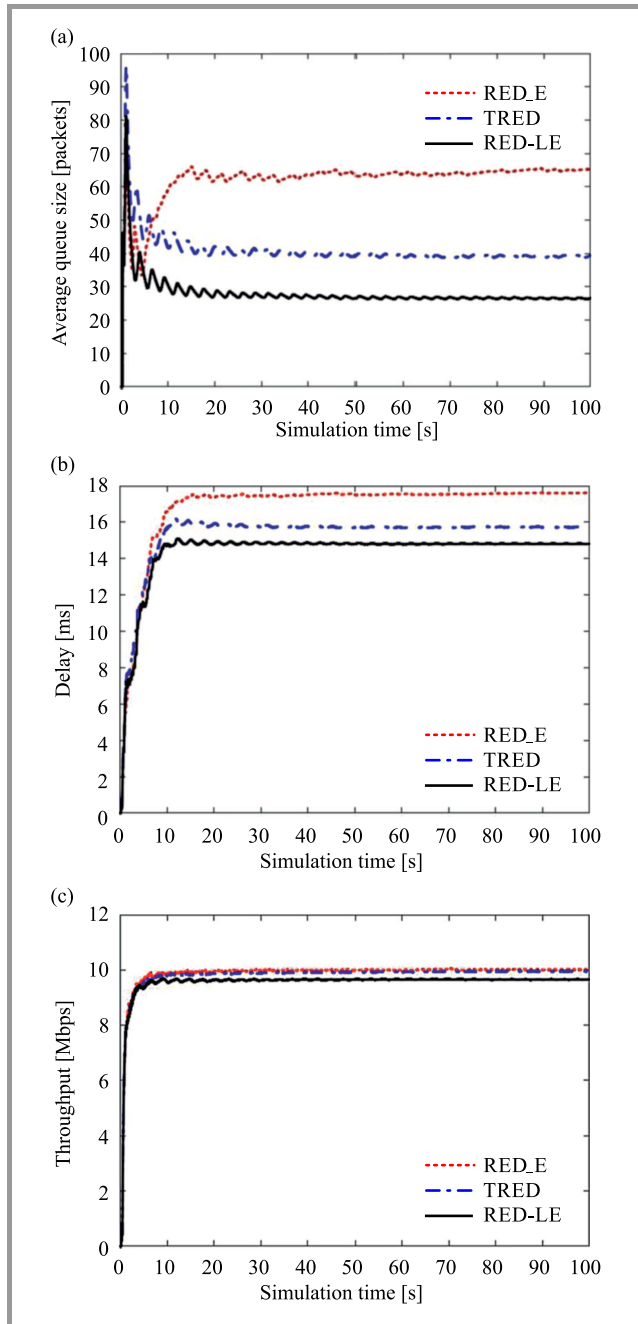 (a)
100
90
80
70
60
50
40
30
20
10
0
Average queue size [packets]
RED_E
TRED
RED-LE
0 10 20 30 40 50 60 70 80 90 100
Simulation time [s]
(b)
18
16
14
12
10
8
6
4
2
0
Delay [ms]
RED_E
TRED
RED-LE
0 10 20 30 40 50 60 70 80 90 100
Simulation time [s]
(c)
12
10
8
6
4
2
0
Throughput [Mbps]
RED_E
TRED
RED-LE
0 10 20 30 40 50 60 70 80 90 100
Simulation time [s]